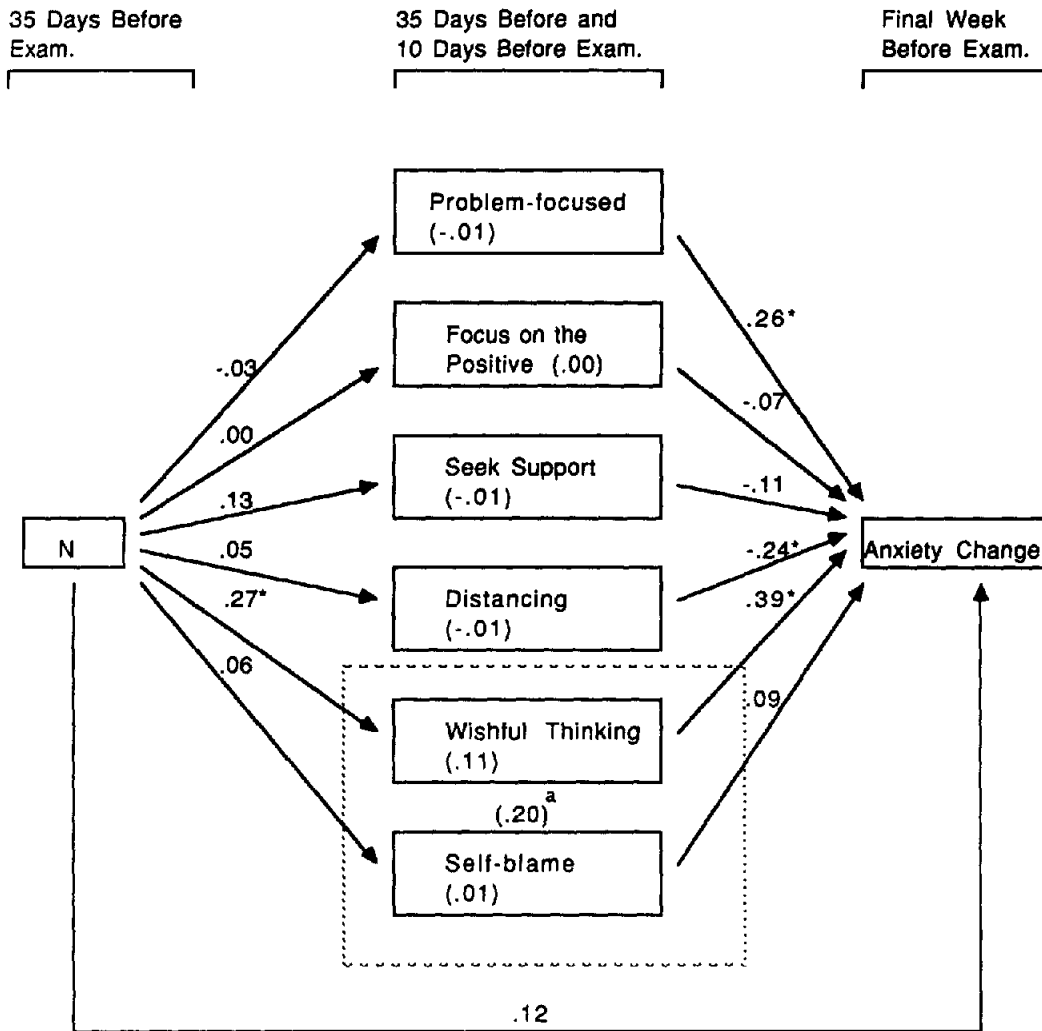 35 Days Before
Exam.
35 Days Before and
10 Days Before Exam.
Final Week
Before Exam.
Problem-focused
(-.01)
.26*
Focus on the
Positive (.00)
-.03
-.07
.00
Seek Support
(-.01)
.13
-.11
N
.05
-.24*
Anxiety Change
.27*
Distancing
(-.01)
.39*
.06
Wishful Thinking
(.11)
.09
(.20)a
Self-blame
(.01)
.12